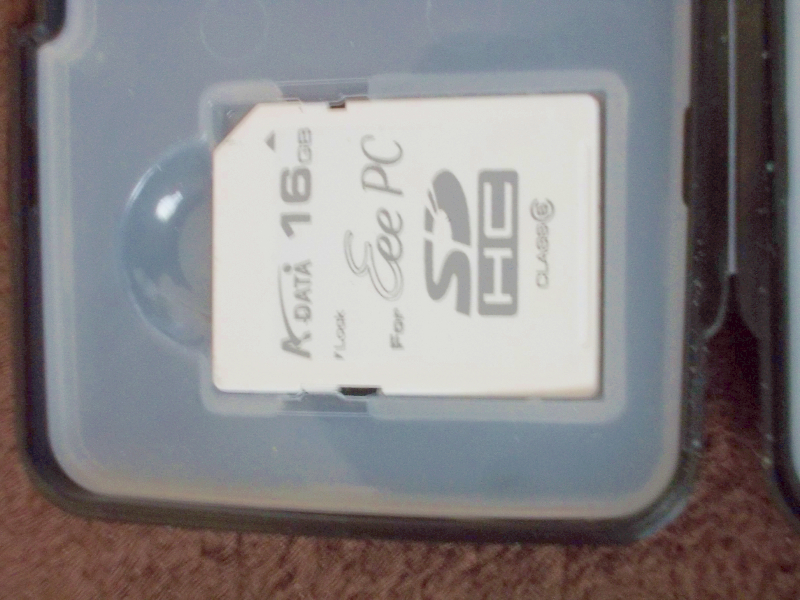 A-DATA 16GB
Lock
For Eee PC
SD
HC
CLASS 6